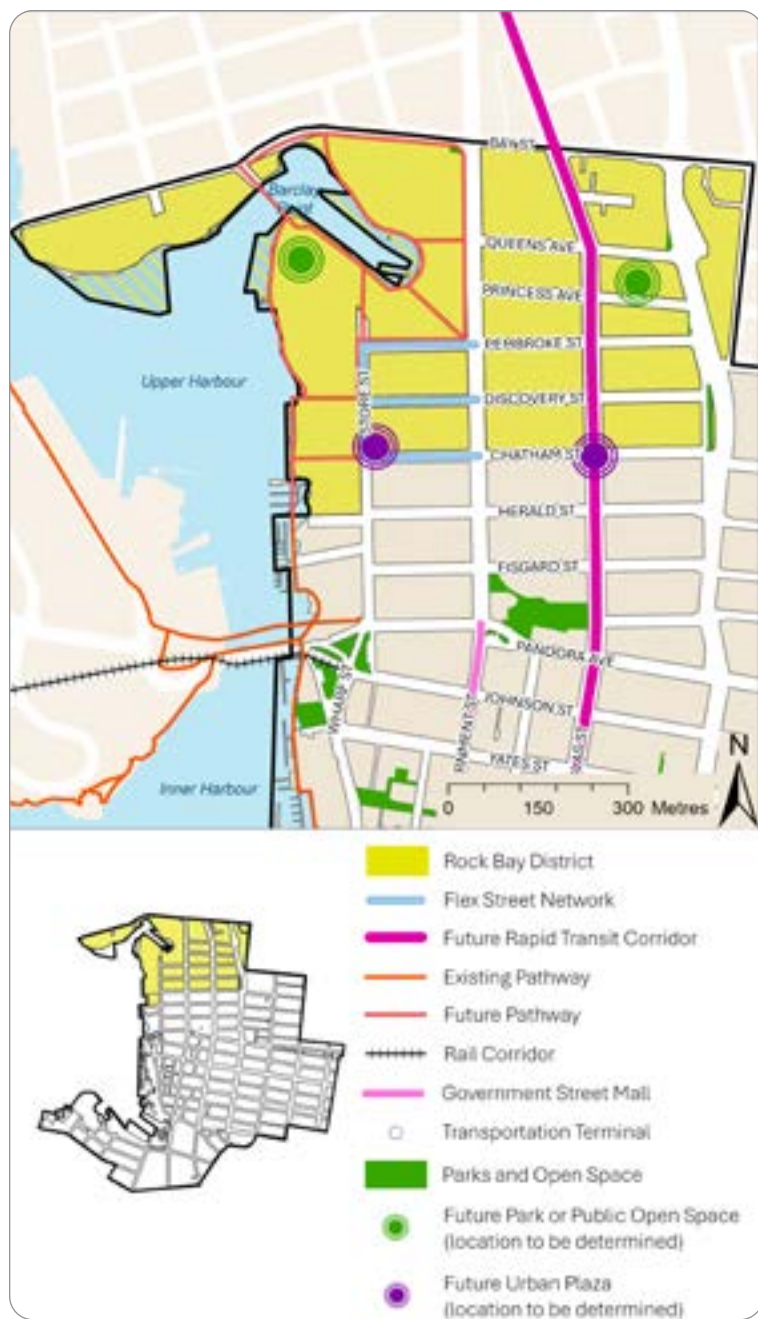 BAY ST
Barclay
Point
QUEENS AVE
PRINCESS AVE
PEMBROKE ST
Upper Harbour
STORE ST
DISCOVERY ST
CHATHAM ST
HERALD ST
FISGARD ST
PANDORA AVE
WHARF ST
JOHNSON ST
RNMENT ST
YATES ST
LAS ST
Inner Harbour
N
0 150 300 Metres
Rock Bay District
Flex Street Network
Future Rapid Transit Corridor
Existing Pathway
Future Pathway
Rail Corridor
Government Street Mall
Transportation Terminal
Parks and Open Space
Future Park or Public Open Space
(location to be determined)
Future Urban Plaza
(location to be determined)